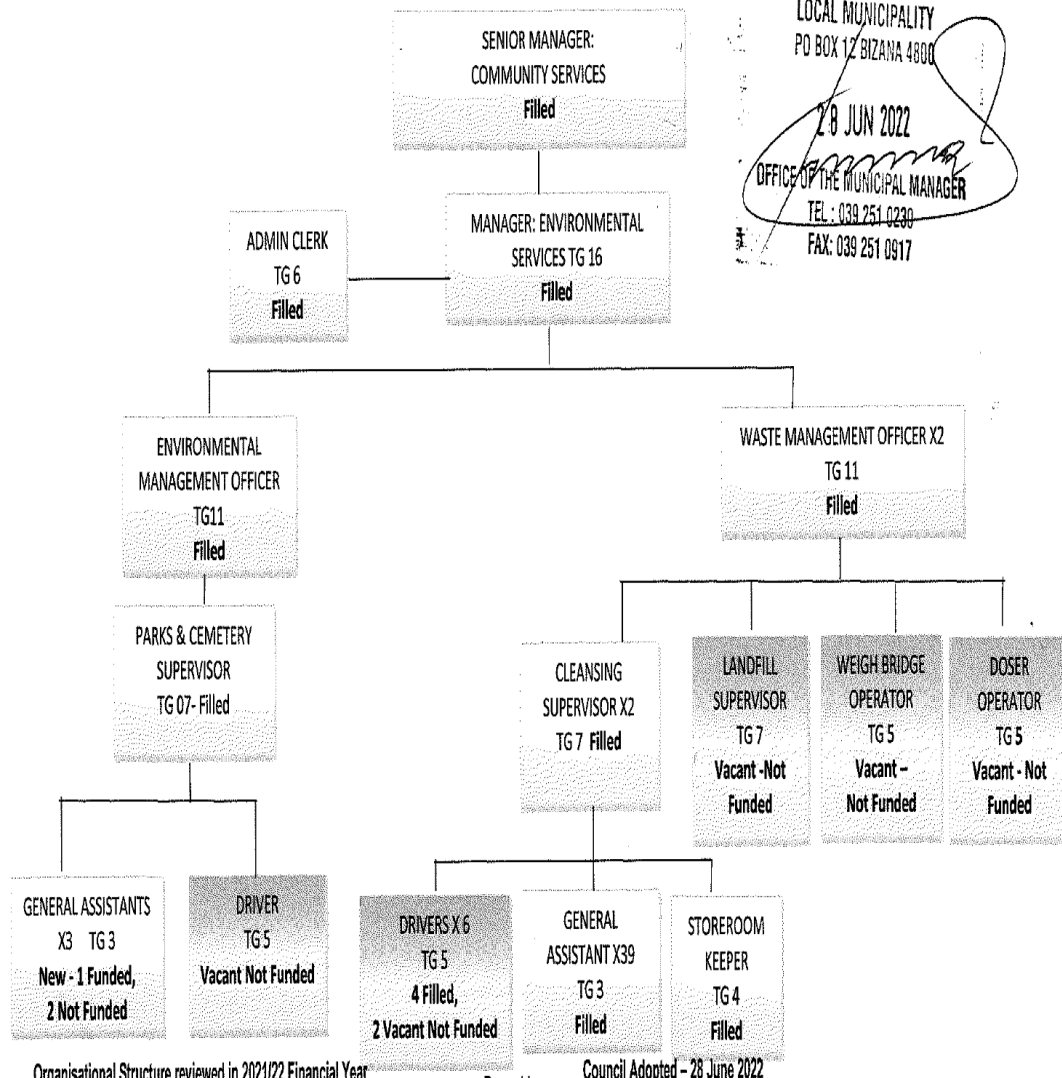 LOCAL MUNICIPALITY
PO BOX 12 BIZANA 4800
28 JUN 2022
OFFICE OF THE MUNICIPAL MANAGER
TEL : 039 251 0230
FAX: 039 251 0917
SENIOR MANAGER:
COMMUNITY SERVICES
Filled
ADMIN CLERK
TG 6
Filled
MANAGER: ENVIRONMENTAL
SERVICES TG 16
Filled
ENVIRONMENTAL
MANAGEMENT OFFICER
TG11
Filled
WASTE MANAGEMENT OFFICER X2
TG 11
Filled
PARKS & CEMETERY
SUPERVISOR
TG 07- Filled
CLEANSING
SUPERVISOR X2
TG 7 Filled
LANDFILL
SUPERVISOR
TG 7
Vacant -Not
Funded
WEIGH BRIDGE
OPERATOR
TG 5
Vacant –
Not Funded
DOSER
OPERATOR
TG 5
Vacant - Not
Funded
GENERAL ASSISTANTS
X3 TG 3
New - 1 Funded,
2 Not Funded
DRIVER
TG 5
Vacant Not Funded
DRIVERS X 6
TG 5
4 Filled,
2 Vacant Not Funded
GENERAL
ASSISTANT X39
TG 3
Filled
STOREROOM
KEEPER
TG 4
Filled
Organisational Structure reviewed in 2021/22 Financial Year
Council Adopted – 28 June 2022